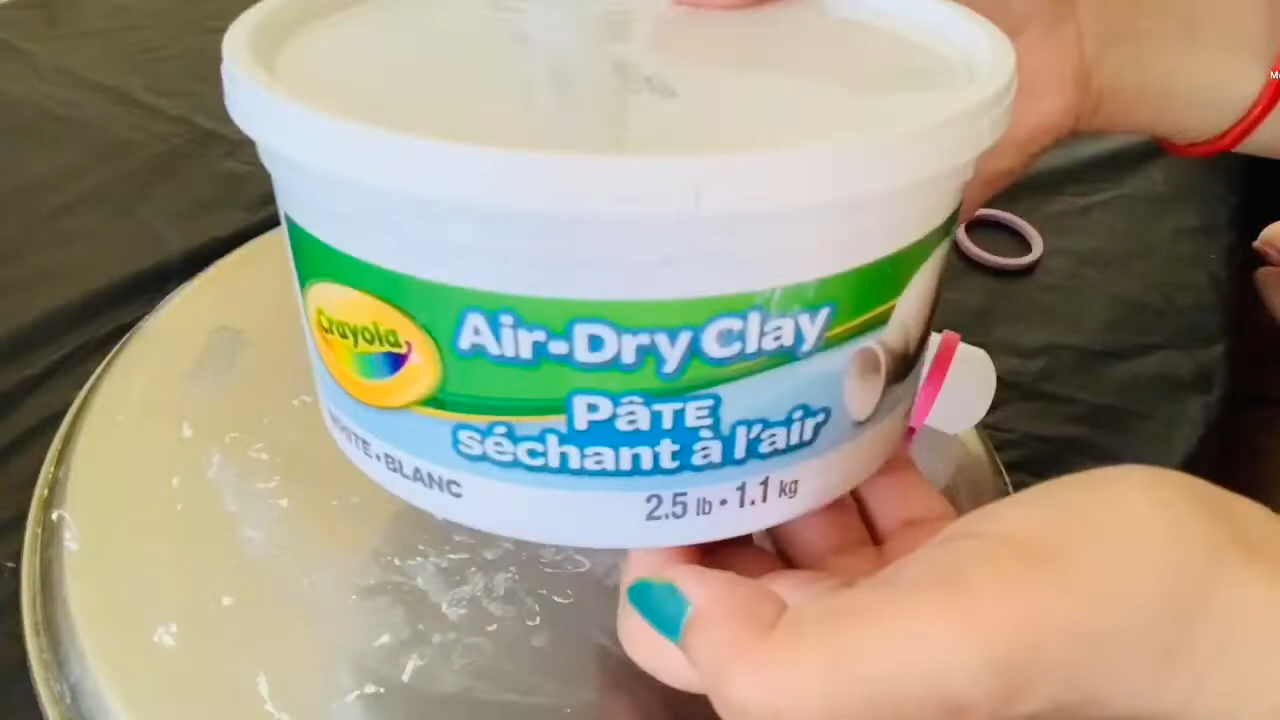 Crayola
Air-Dry Clay
PâTE
séchant à l'air
WHITE • BLANC
2.5 lb • 1.1 kg